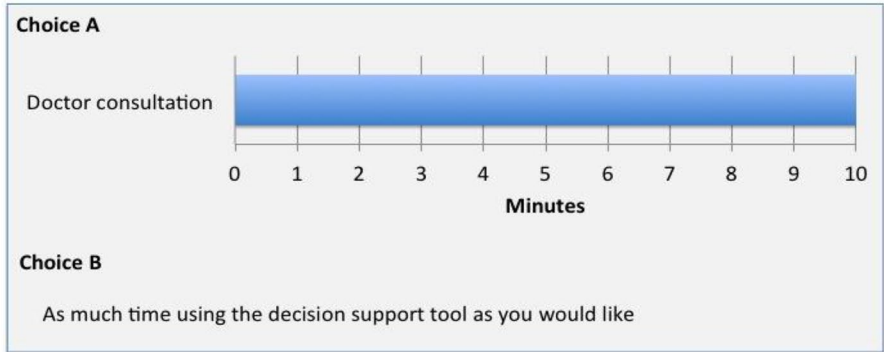 Choice A
Doctor consultation
0 1 2 3 4 5 6 7 8 9 10
Minutes
Choice B
As much time using the decision support tool as you would like